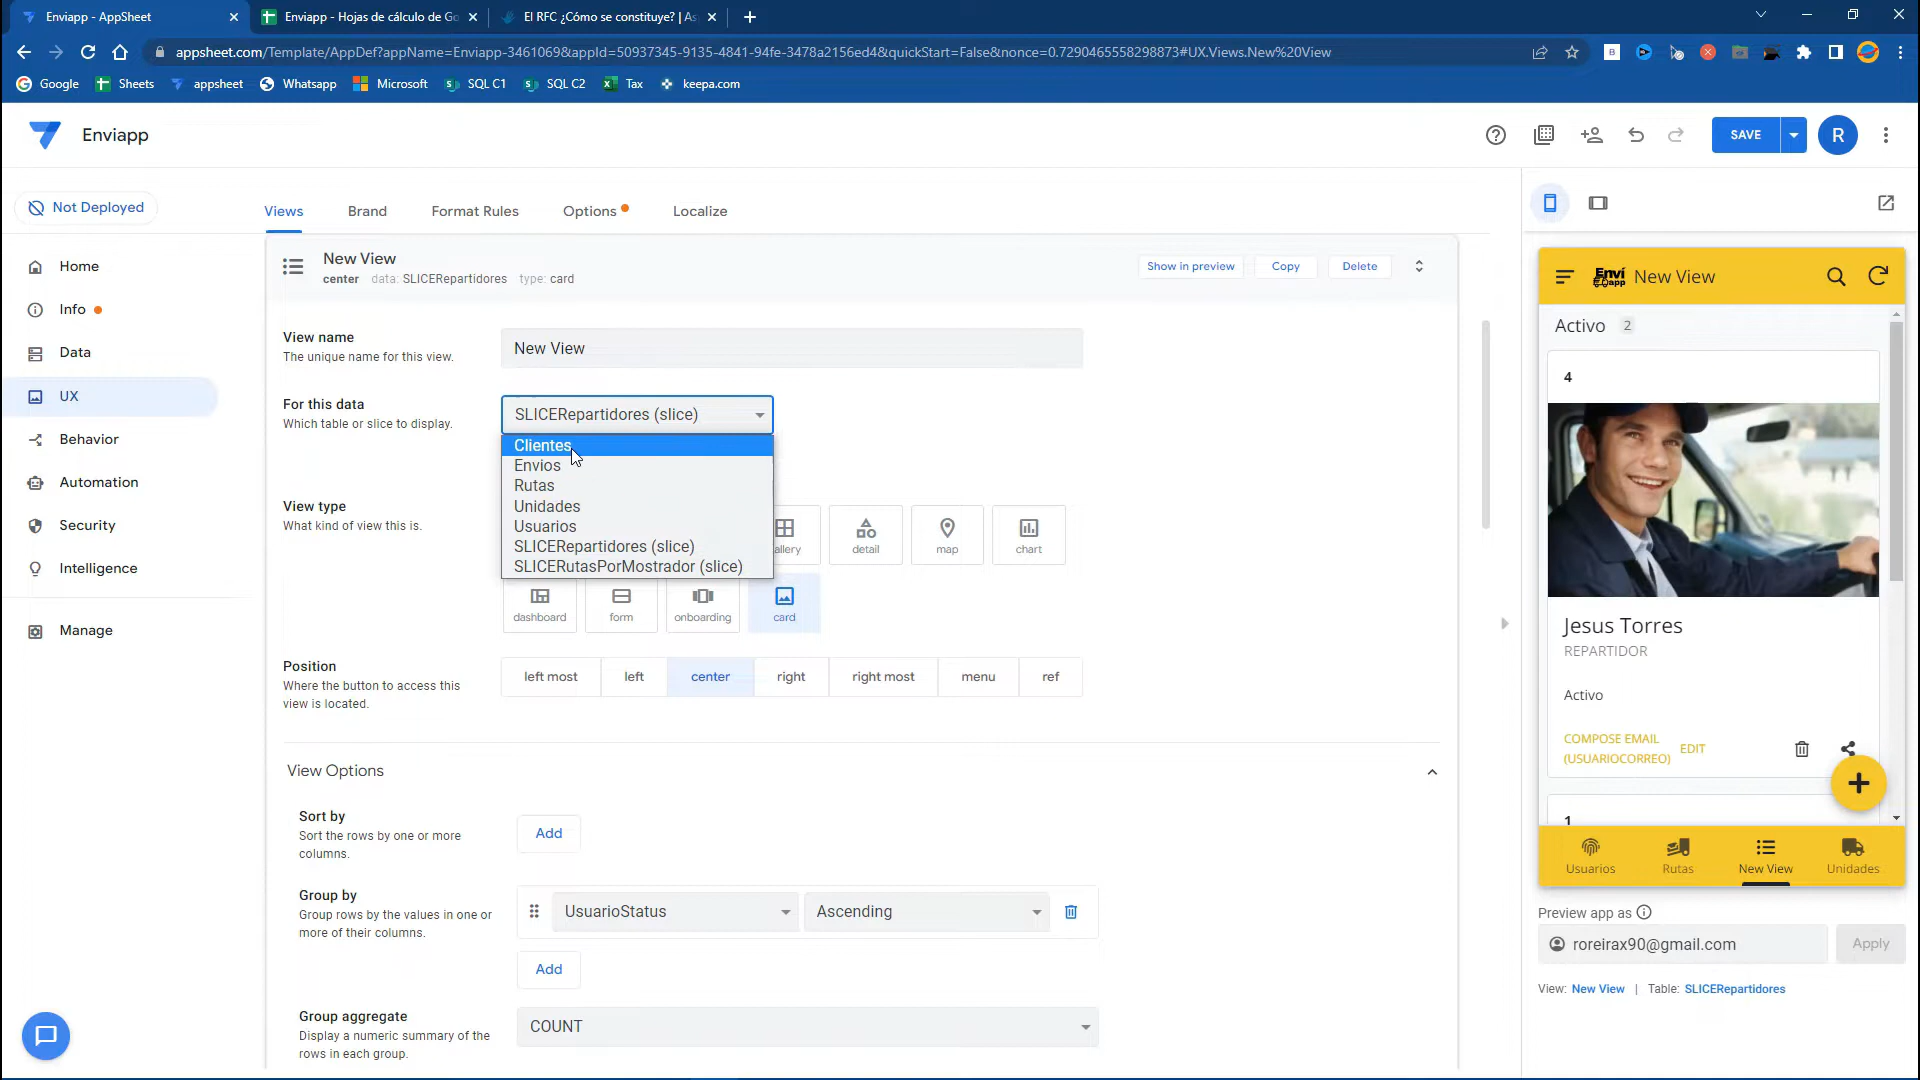 Enviapp - AppSheet
Enviapp - Hojas de cálculo de Go
El RFC ¿Cómo se constituye? | As
appsheet.com/Template/AppDef?appName=Enviapp-3461069&appId=50937345-9135-4841-94fe-3478a2156ed4&quickStart=False&nonce=0.7290465558298873#UX.Views.New%20View
Google
Sheets
appsheet
Whatsapp
Microsoft
SQL C1
SQL C2
Tax
keepa.com
Enviapp
SAVE
R
Not Deployed
Views
Brand
Format Rules
Options
Localize
Home
Info
Data
UX
Behavior
Automation
Security
Intelligence
Manage
New View
center data: SLICERepartidores type: card
Show in preview
Copy
Delete
View name
The unique name for this view.
New View
For this data
Which table or slice to display.
SLICERepartidores (slice)
Clientes
Envios
Rutas
Unidades
Usuarios
SLICERepartidores (slice)
SLICERutasPorMostrador (slice)
View type
What kind of view this is.
allery
detail
map
chart
dashboard
form
onboarding
card
Position
Where the button to access this
view is located.
left most
left
center
right
right most
menu
ref
View Options
Sort by
Sort the rows by one or more
columns.
Add
Group by
Group rows by the values in one or
more of their columns.
UsuarioStatus
Ascending
Add
Group aggregate
Display a numeric summary of the
rows in each group.
COUNT
Enví
app
New View
Activo 2
4
Jesus Torres
REPARTIDOR
Activo
COMPOSE EMAIL
(USUARIOCORREO)
EDIT
1
Usuarios
Rutas
New View
Unidades
Preview app as
roreirax90@gmail.com
Apply
View: New View | Table: SLICERepartidores